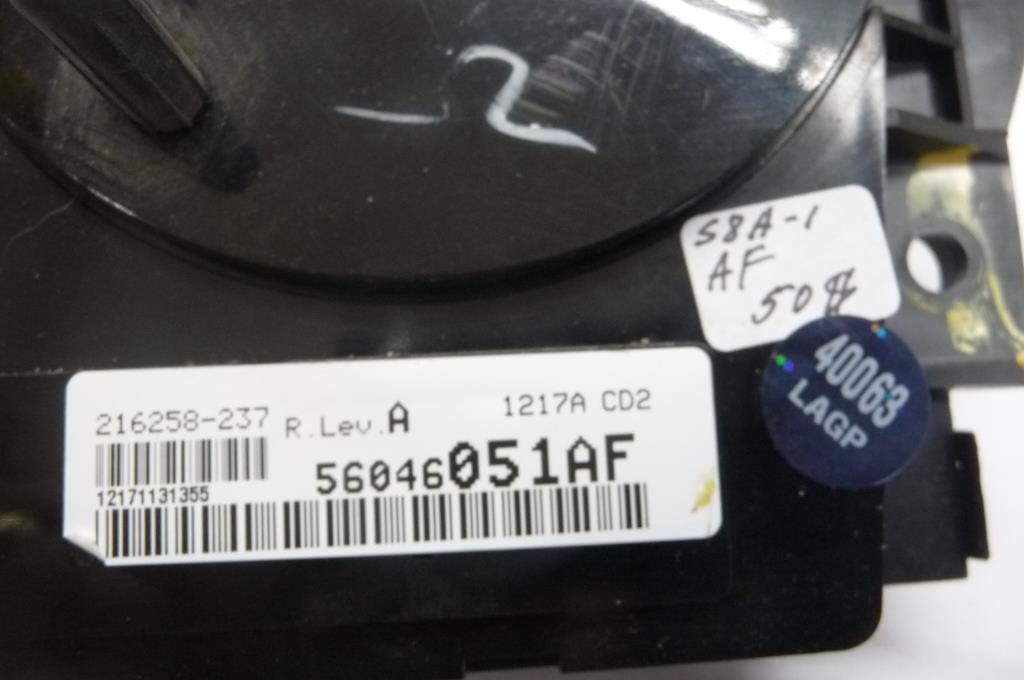 -2
S8A-1
AF
50$
40063
LAGP
216258-237 R.Lev.A 1217A CD2
56046051AF
12171131355